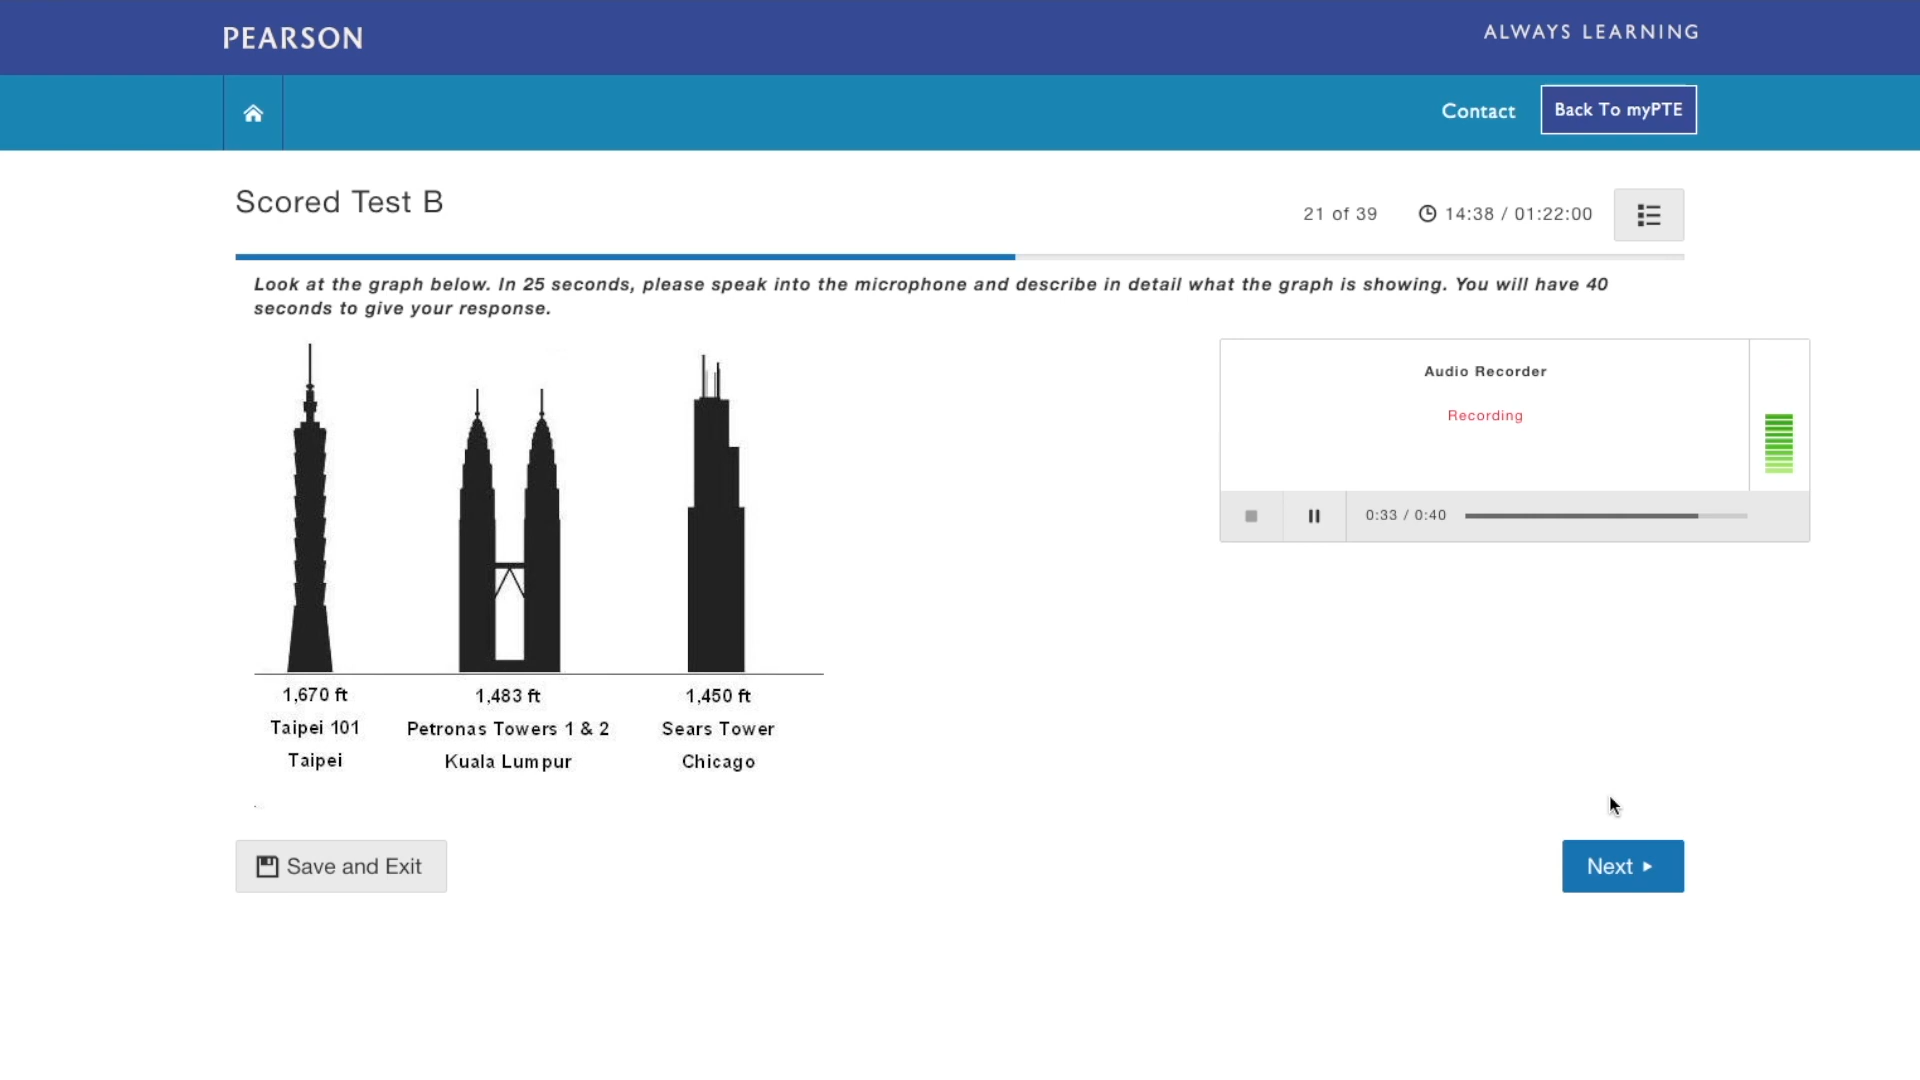 PEARSON
ALWAYS LEARNING
Contact
Back To myPTE
Scored Test B
21 of 39
14:38 / 01:22:00
Look at the graph below. In 25 seconds, please speak into the microphone and describe in detail what the graph is showing. You will have 40
seconds to give your response.
Audio Recorder
Recording
0:33 / 0:40
1,670 ft
1,483 ft
1,450 ft
Taipei 101
Petronas Towers 1 & 2
Sears Tower
Taipei
Kuala Lumpur
Chicago
Save and Exit
Next